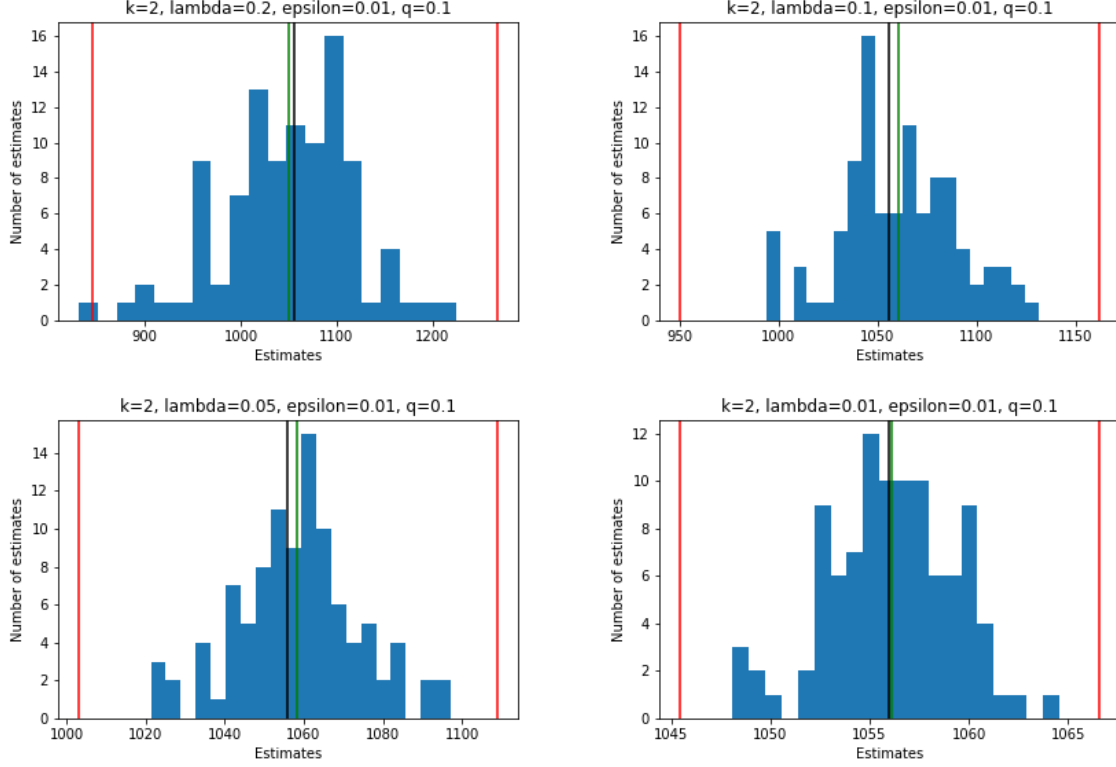 k=2, lambda=0.2, epsilon=0.01, q=0.1
16
14
12
10
8
6
4
2
0
Number of estimates
900 1000 1100 1200
Estimates
k=2, lambda=0.1, epsilon=0.01, q=0.1
16
14
12
10
8
6
4
2
0
Number of estimates
950 1000 1050 1100 1150
Estimates
k=2, lambda=0.05, epsilon=0.01, q=0.1
14
12
10
8
6
4
2
0
Number of estimates
1000 1020 1040 1060 1080 1100
Estimates
k=2, lambda=0.01, epsilon=0.01, q=0.1
12
10
8
6
4
2
0
Number of estimates
1045 1050 1055 1060 1065
Estimates